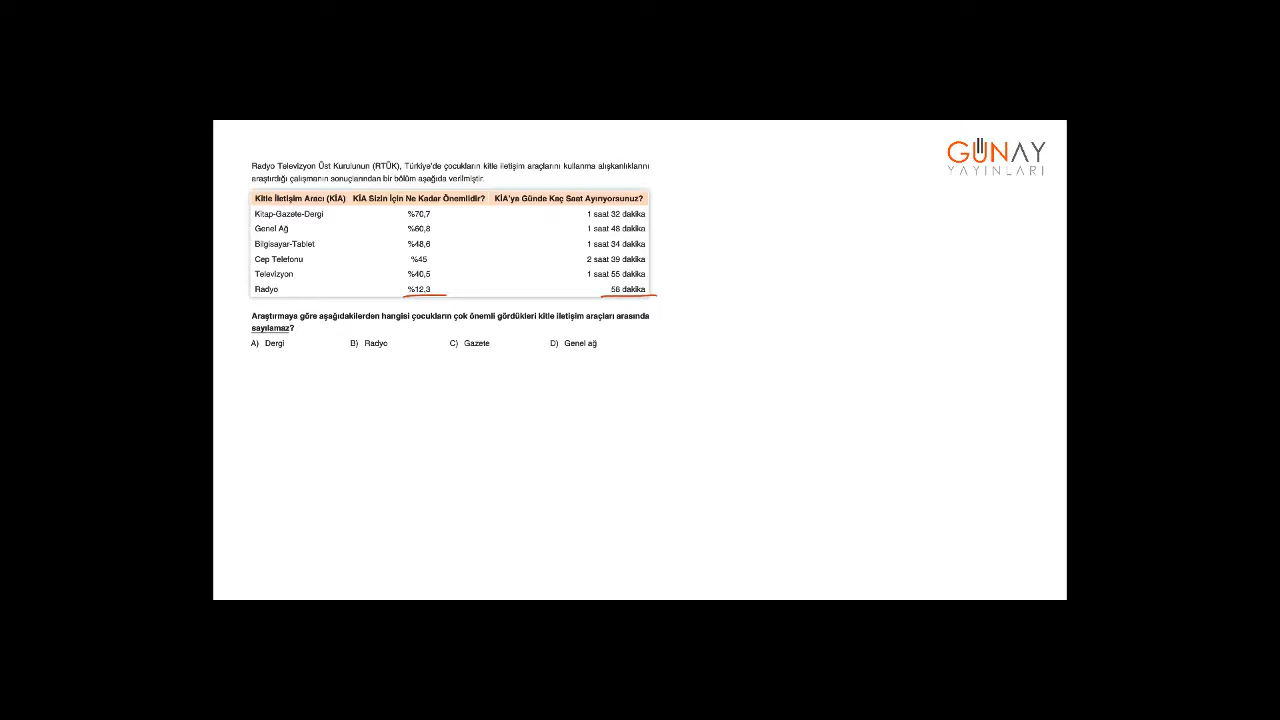 GÜNAY
YAYINLARI
Radyo Televizyon Üst Kurulunun (RTÜK), Türkiye'de çocukların kitle iletişim araçlarını kullanma alışkanlıklarını
araştırdığı çalışmanın sonuçlarından bir bölüm aşağıda verilmiştir.
Kitle İletişim Aracı (KİA) KİA Sizin İçin Ne Kadar Önemlidir? KİA'ya Günde Kaç Saat Ayırıyorsunuz?
Kitap-Gazete-Dergi %70,7 1 saat 32 dakika
Genel Ağ %60,8 1 saat 48 dakika
Bilgisayar-Tablet %48,6 1 saat 34 dakika
Cep Telefonu %45 2 saat 39 dakika
Televizyon %40,5 1 saat 55 dakika
Radyo %12,3 56 dakika
Araştırmaya göre aşağıdakilerden hangisi çocukların çok önemli gördükleri kitle iletişim araçları arasında
sayılamaz?
A) Dergi B) Radyo C) Gazete D) Genel ağ